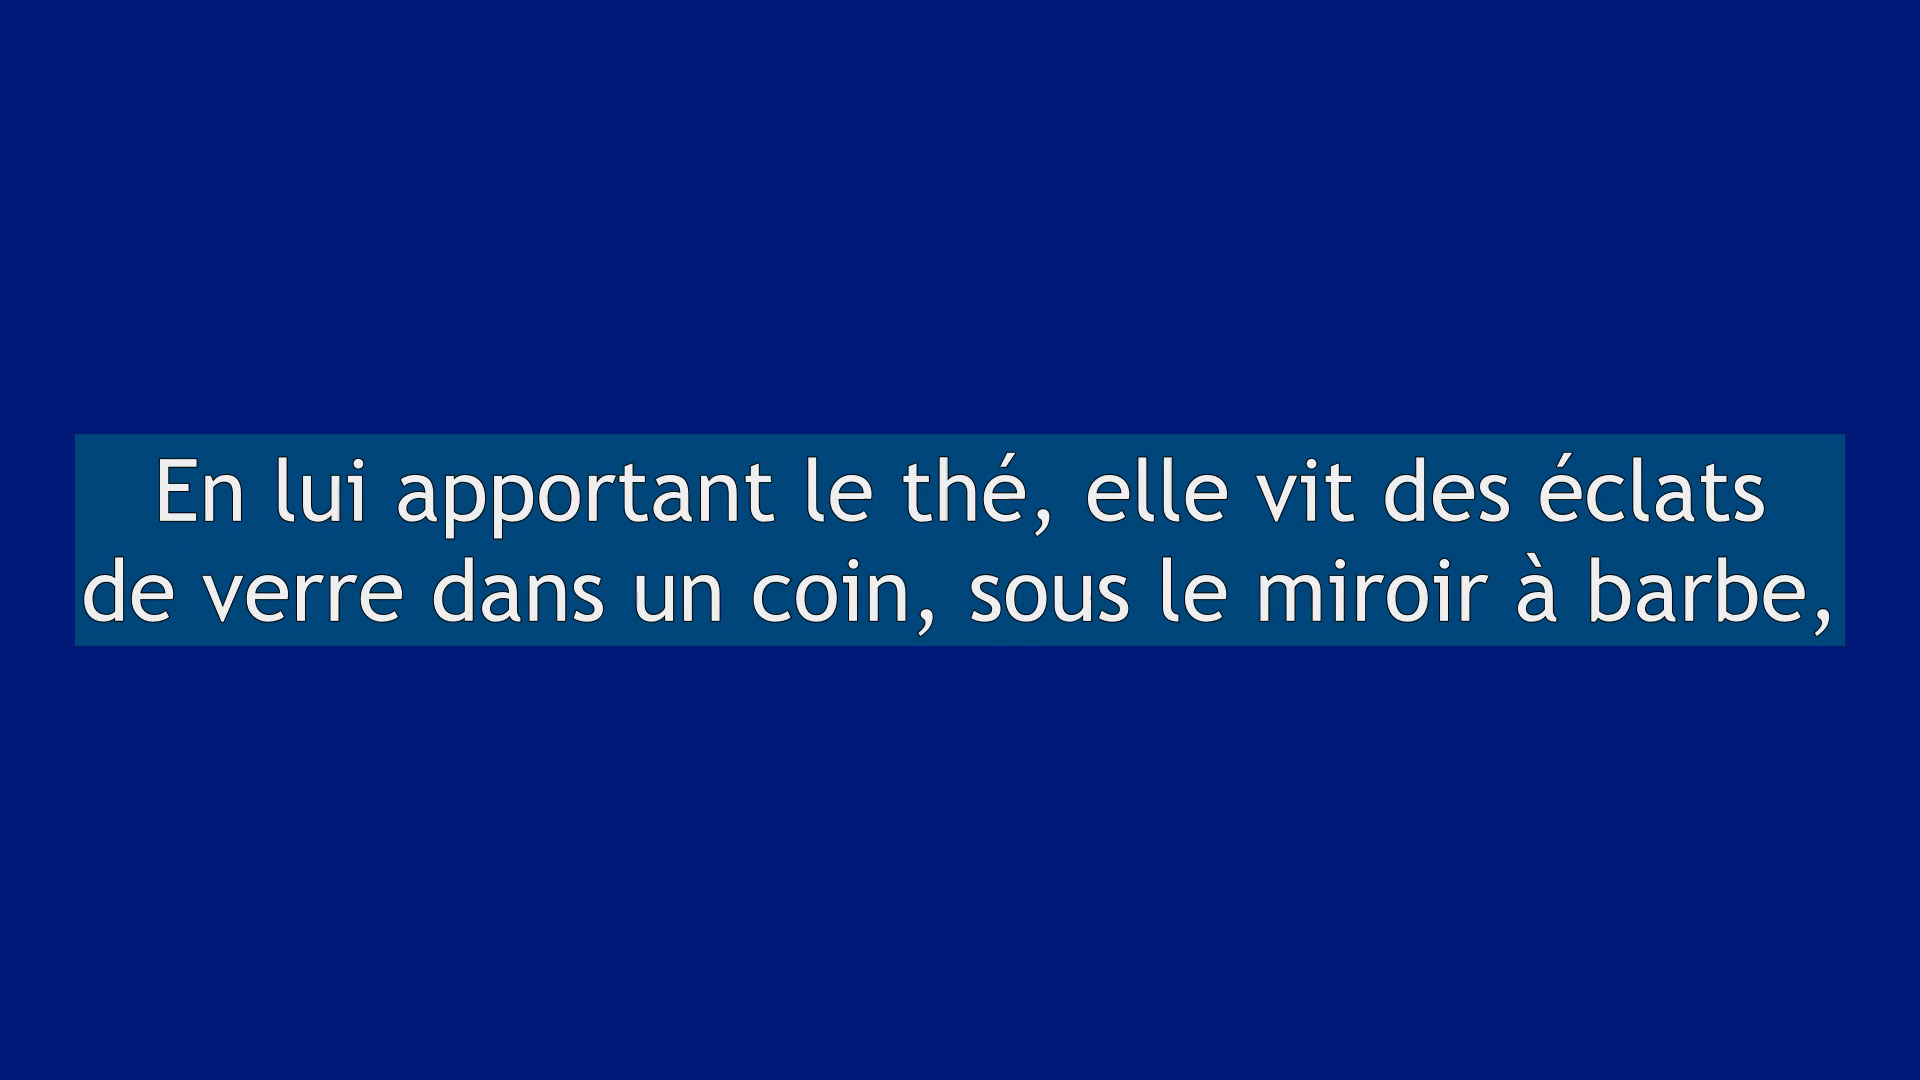 En lui apportant le thé, elle vit des éclats
de verre dans un coin, sous le miroir à barbe,